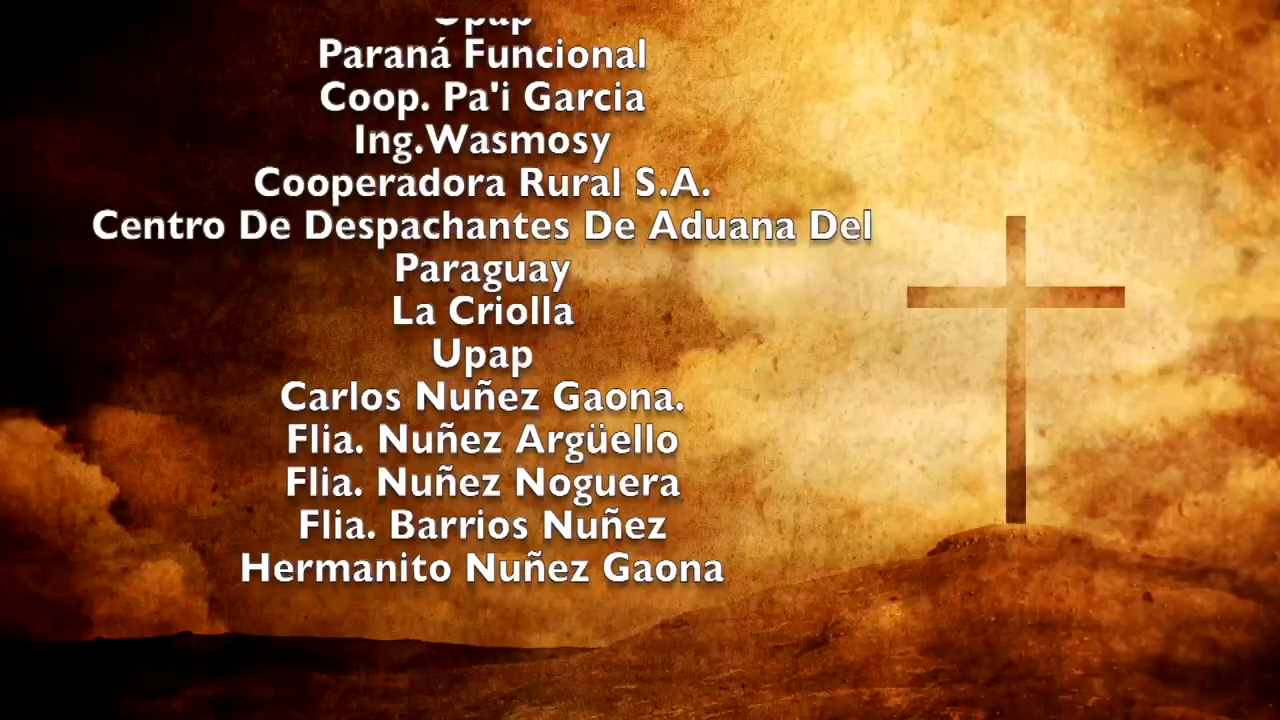 Upap
Paraná Funcional
Coop. Pa'i Garcia
Ing.Wasmosy
Cooperadora Rural S.A.
Centro De Despachantes De Aduana Del
Paraguay
La Criolla
Upap
Carlos Nuñez Gaona.
Flia. Nuñez Argüello
Flia. Nuñez Noguera
Flia. Barrios Nuñez
Hermanito Nuñez Gaona